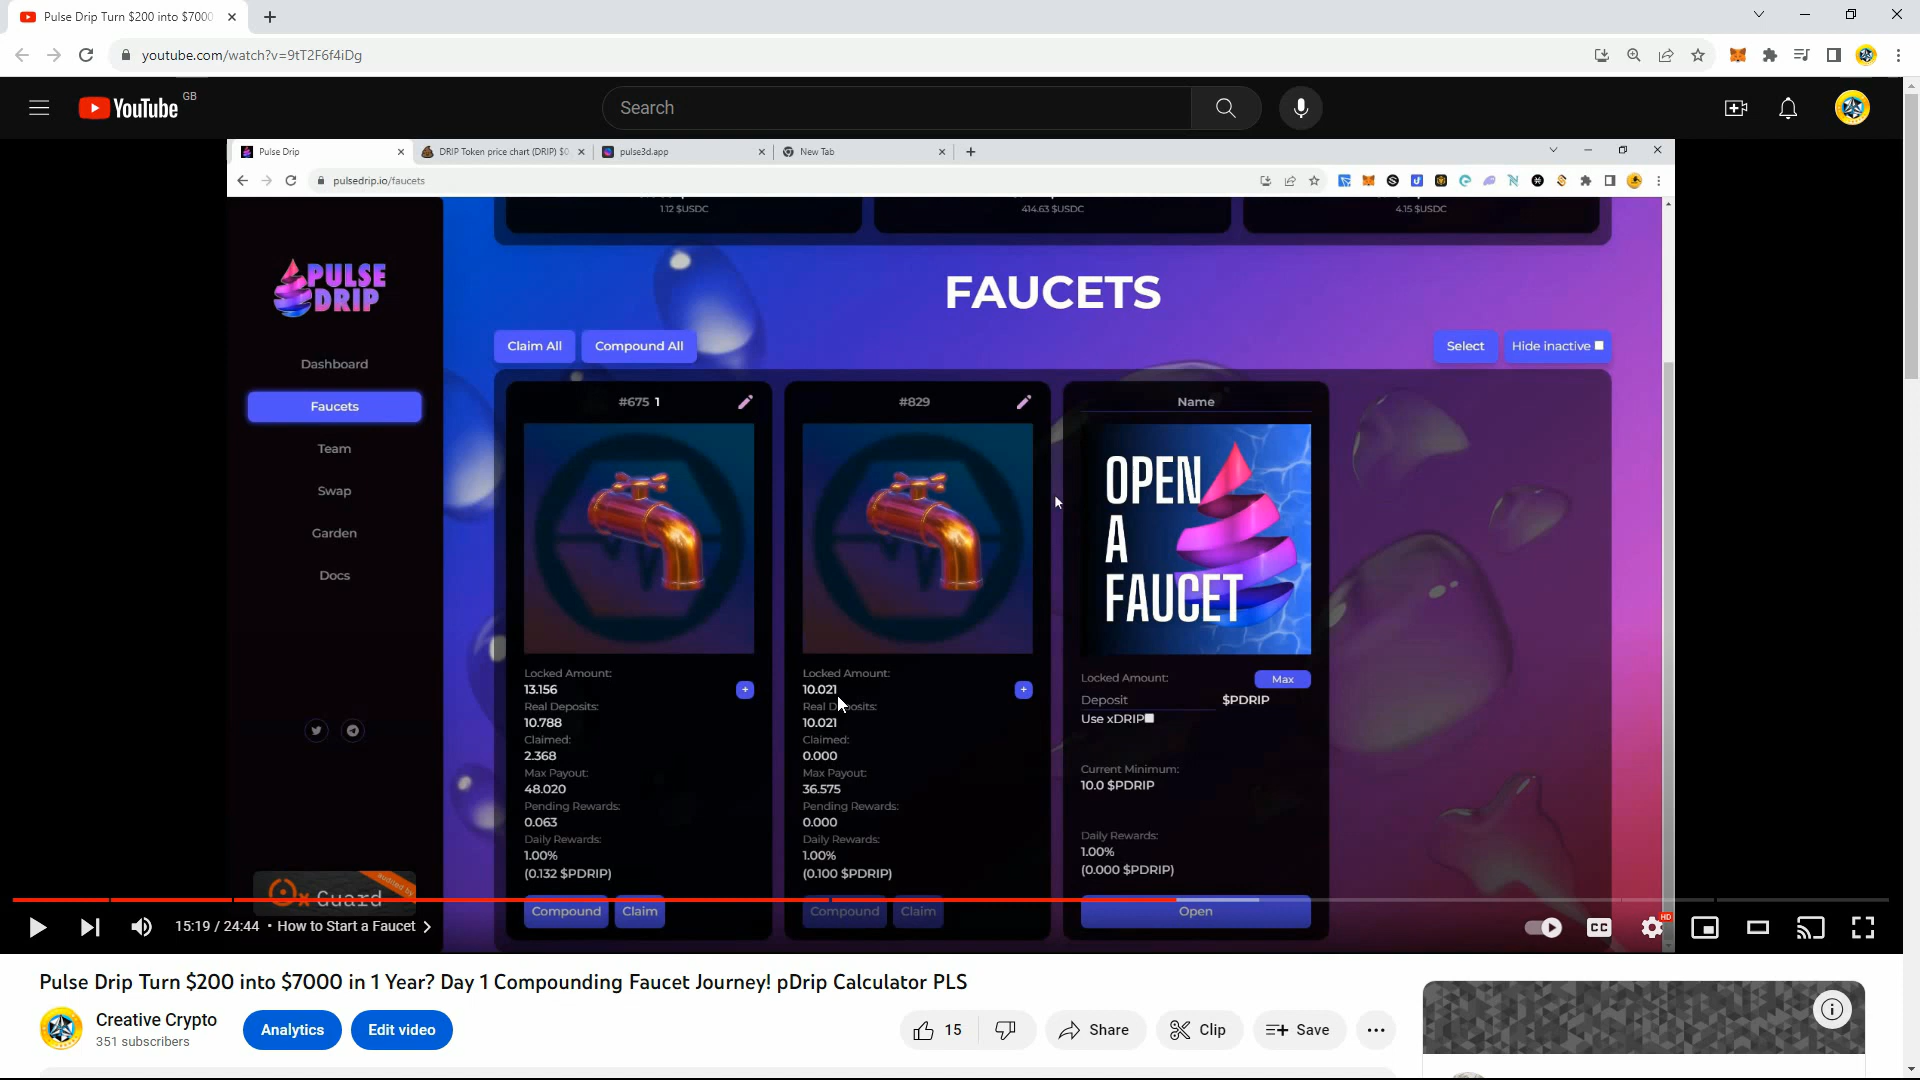 Pulse Drip Turn $200 into $7000
youtube.com/watch?v=9tT2F6f4iDg
YouTube GB
Search
Pulse Drip
DRIP Token price chart (DRIP) $0
pulse3d.app
New Tab
pulsedrip.io/faucets
1.12 $USDC
414.63 $USDC
4.15 $USDC
PULSE
DRIP
FAUCETS
Claim All
Compound All
Select
Hide inactive
Dashboard
Faucets
Team
Swap
Garden
Docs
#675 1
Locked Amount:
13.156
Real Deposits:
10.788
Claimed:
2.368
Max Payout:
48.020
Pending Rewards:
0.063
Daily Rewards:
1.00%
(0.132 $PDRIP)
Compound
Claim
#829
Locked Amount:
10.021
Real Deposits:
10.021
Claimed:
0.000
Max Payout:
36.575
Pending Rewards:
0.000
Daily Rewards:
1.00%
(0.100 $PDRIP)
Compound
Claim
Name
OPEN
A
FAUCET
Locked Amount:
Max
Deposit
$PDRIP
Use xDRIP
Current Minimum:
10.0 $PDRIP
Daily Rewards:
1.00%
(0.000 $PDRIP)
Open
audited by
Guard
15:19 / 24:44 • How to Start a Faucet
CC
HD
Pulse Drip Turn $200 into $7000 in 1 Year? Day 1 Compounding Faucet Journey! pDrip Calculator PLS
Creative Crypto
351 subscribers
Analytics
Edit video
15
Share
Clip
Save